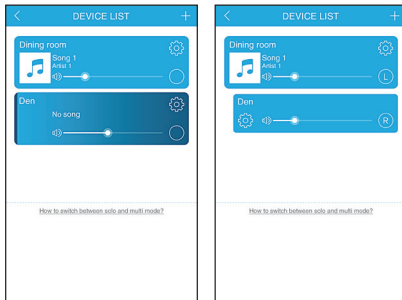 DEVICE LIST
Dining room
Song 1
Artist 1
Den
No song
How to switch between solo and multi mode?
DEVICE LIST
Dining room
Song 1
Artist 1
L
Den
R
How to switch between solo and multi mode?